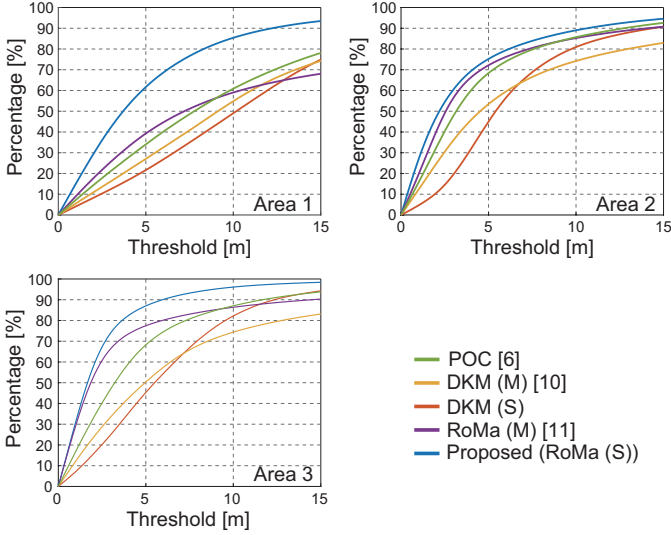 100
90
80
70
60
50
40
30
20
10
0
Percentage [%]
0 5 10 15
Threshold [m]
Area 1
100
90
80
70
60
50
40
30
20
10
0
Percentage [%]
0 5 10 15
Threshold [m]
Area 2
100
90
80
70
60
50
40
30
20
10
0
Percentage [%]
0 5 10 15
Threshold [m]
Area 3
POC [6]
DKM (M) [10]
DKM (S)
RoMa (M) [11]
Proposed (RoMa (S))